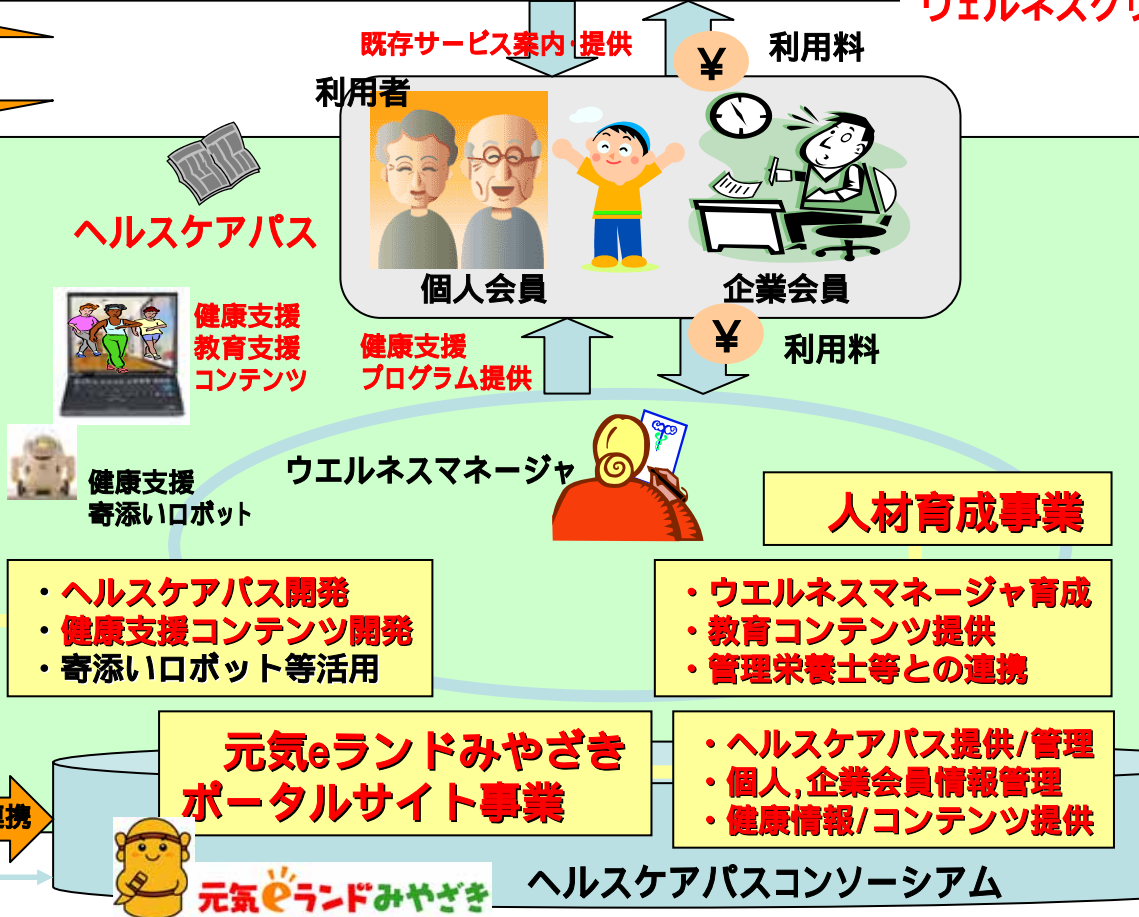 ウェルネスクリ
既存サービス案内・提供
¥
利用料
利用者
ヘルスケアパス
個人会員
企業会員
健康支援
教育支援
コンテンツ
健康支援
プログラム提供
¥
利用料
ウエルネスマネージャ
健康支援
寄添いロボット
人材育成事業
・ヘルスケアパス開発
・健康支援コンテンツ開発
・寄添いロボット等活用
・ウエルネスマネージャ育成
・教育コンテンツ提供
・管理栄養士等との連携
元気eランドみやざき
ポータルサイト事業
・ヘルスケアパス提供/管理
・個人,企業会員情報管理
・健康情報/コンテンツ提供
携
元気eランドみやざき
ヘルスケアパスコンソーシアム